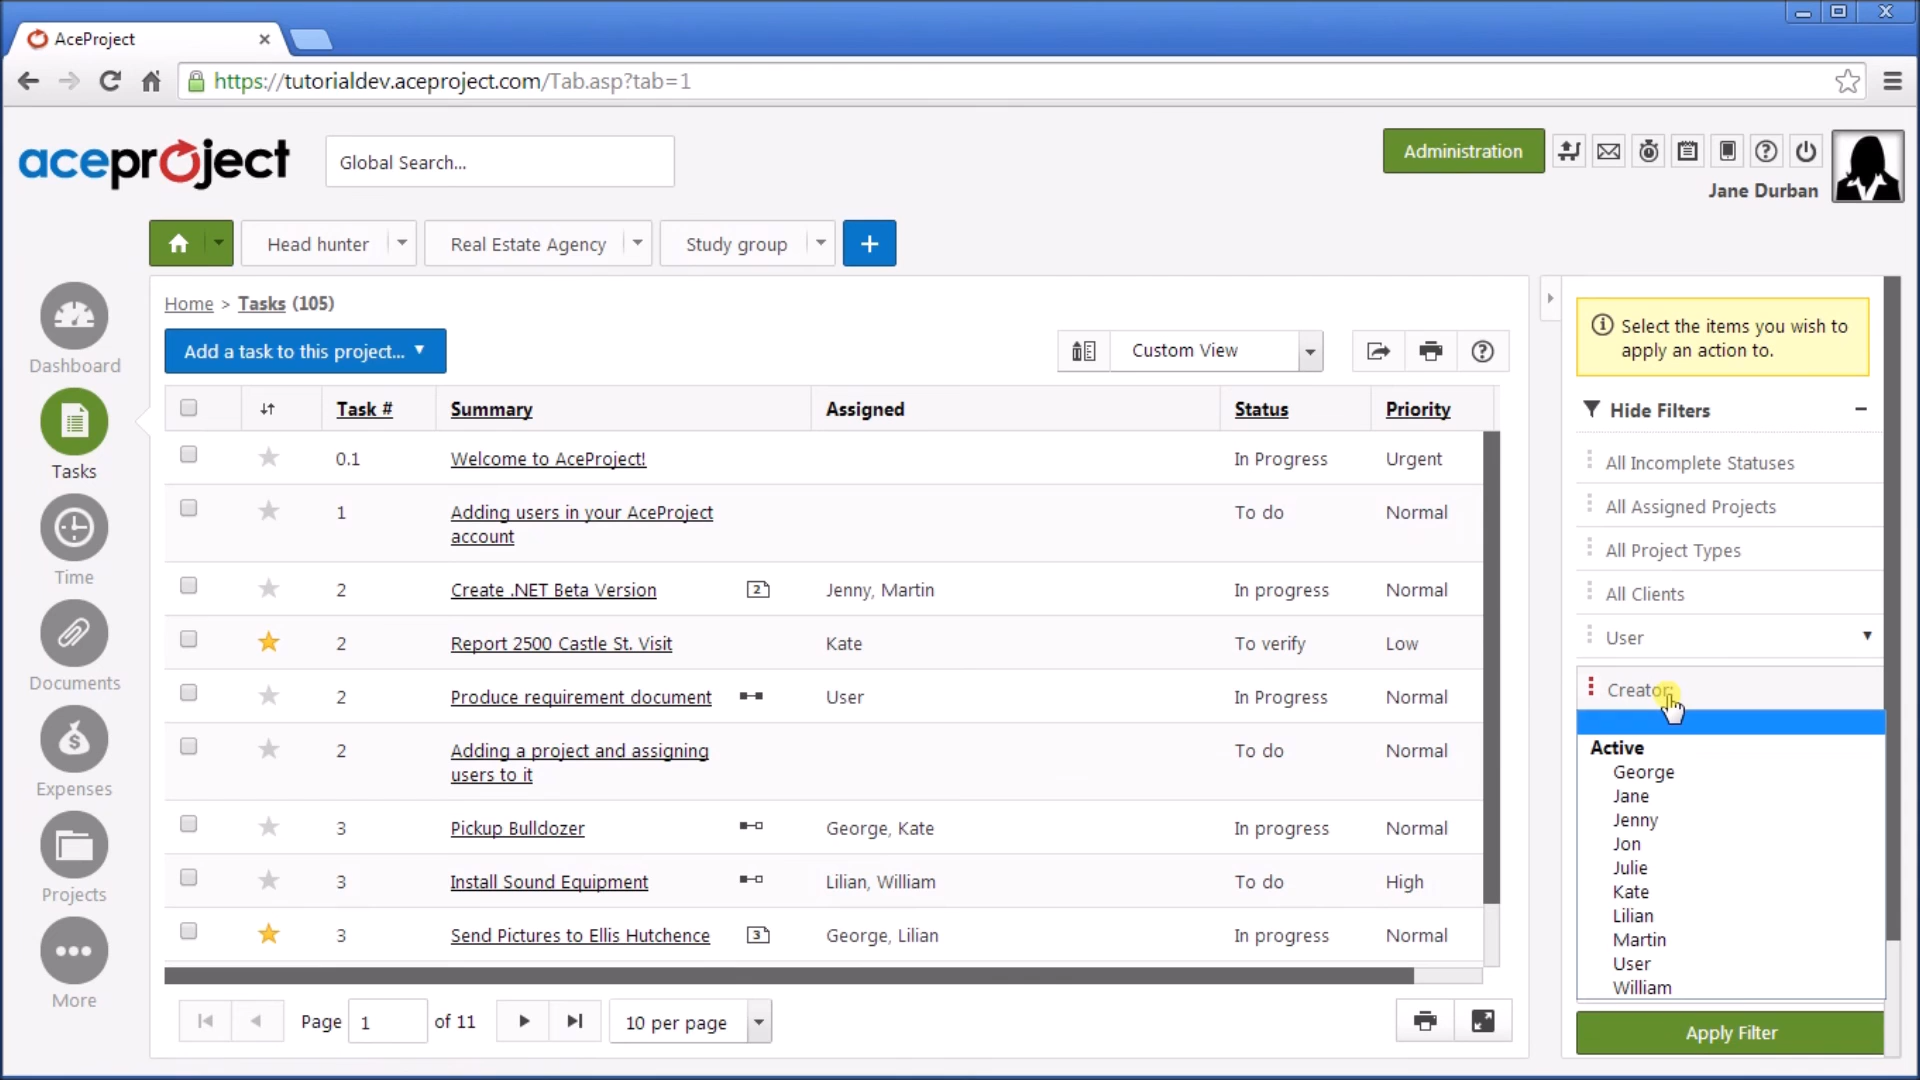 AceProject
https://tutorialdev.aceproject.com/Tab.asp?tab=1
aceproject
Global Search...
Administration
Jane Durban
Head hunter
Real Estate Agency
Study group
+
Dashboard
Tasks
Time
Documents
Expenses
Projects
More
Home > Tasks (105)
Add a task to this project...
Custom View
Task # Summary Assigned Status Priority
0.1 Welcome to AceProject! In Progress Urgent
1 Adding users in your AceProject To do Normal
account
2 Create .NET Beta Version 2 Jenny, Martin In progress Normal
2 Report 2500 Castle St. Visit Kate To verify Low
2 Produce requirement document User In Progress Normal
2 Adding a project and assigning To do Normal
users to it
3 Pickup Bulldozer George, Kate In progress Normal
3 Install Sound Equipment Lilian, William To do High
3 Send Pictures to Ellis Hutchence 3 George, Lilian In progress Normal
Page 1 of 11
10 per page
Select the items you wish to
apply an action to.
Hide Filters
All Incomplete Statuses
All Assigned Projects
All Project Types
All Clients
User
Creator:
Active
George
Jane
Jenny
Jon
Julie
Kate
Lilian
Martin
User
William
Apply Filter